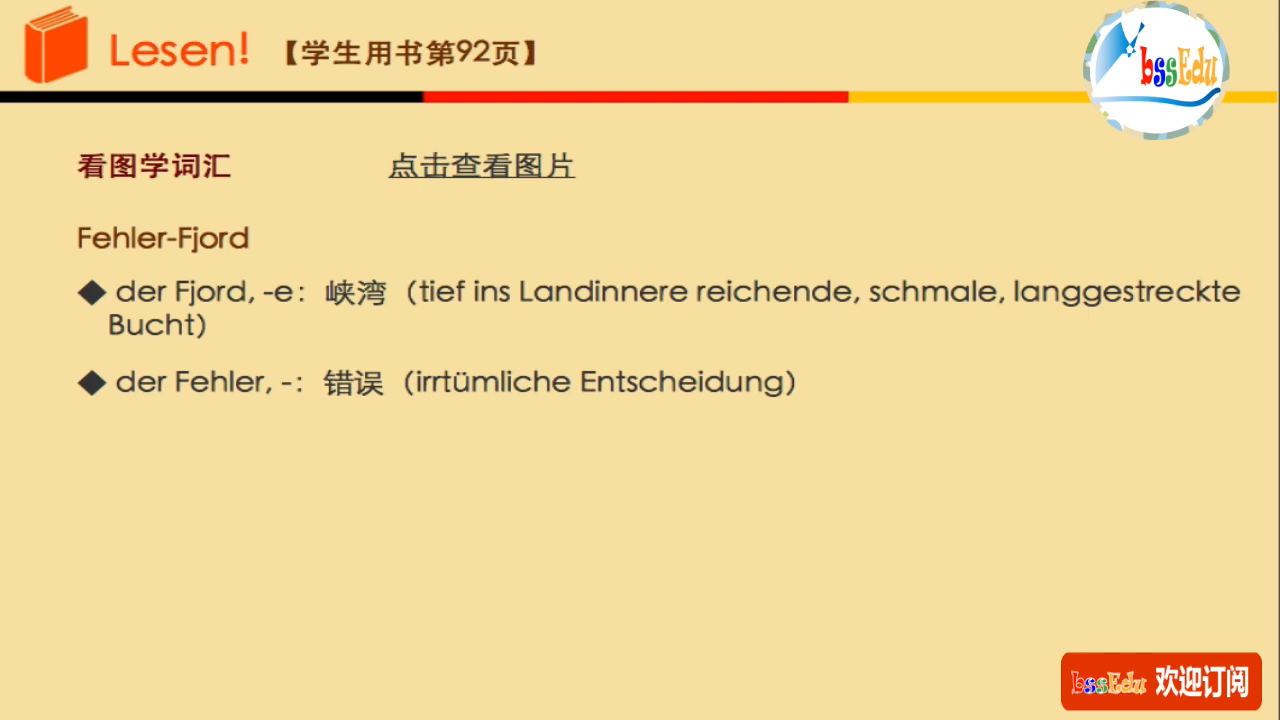 Lesen! 【学生用书第92页】
bssEdu
看图学词汇 点击查看图片
Fehler-Fjord
◆ der Fjord, -e：峡湾（tief ins Landinnere reichende, schmale, langgestreckte
Bucht）
◆ der Fehler, -：错误（irrtümliche Entscheidung）
bssEdu 欢迎订阅